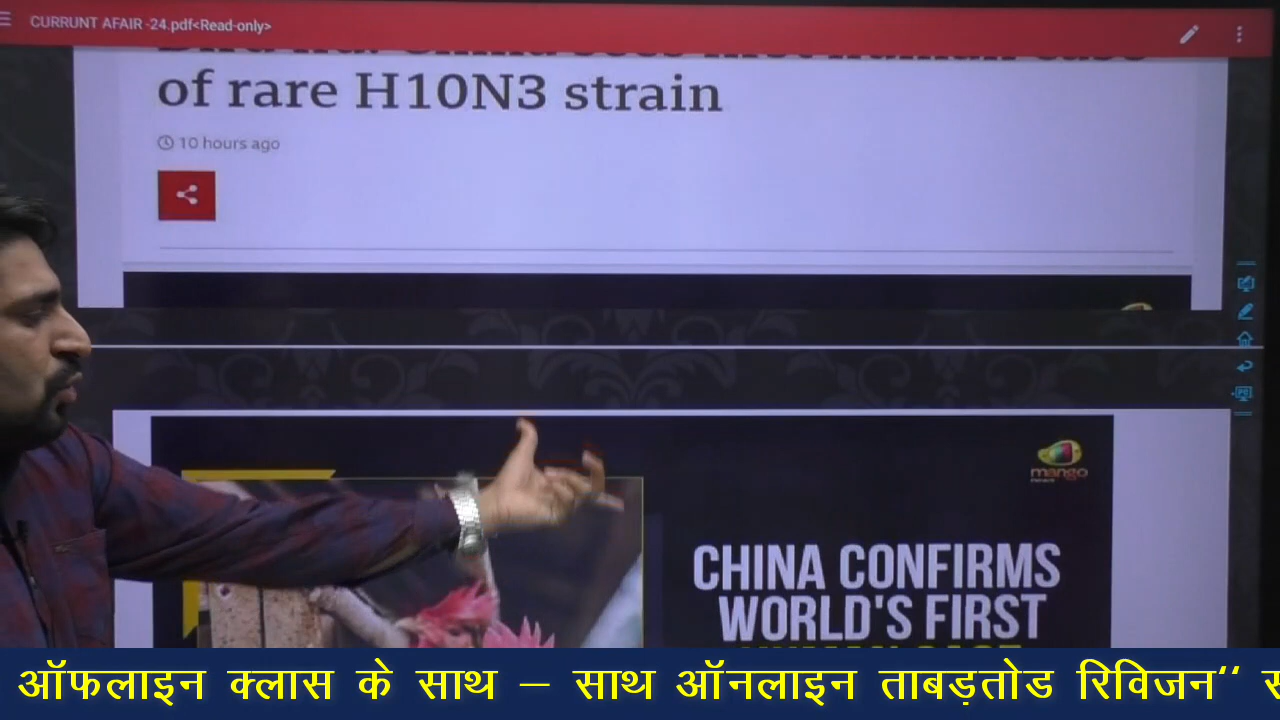 CURRUNT AFAIR -24.pdf<Read-only>
of rare H10N3 strain
10 hours ago
mango
news
CHINA CONFIRMS
WORLD'S FIRST
ऑफलाइन क्लास के साथ – साथ ऑनलाइन ताबड़तोड रिविजन‘‘